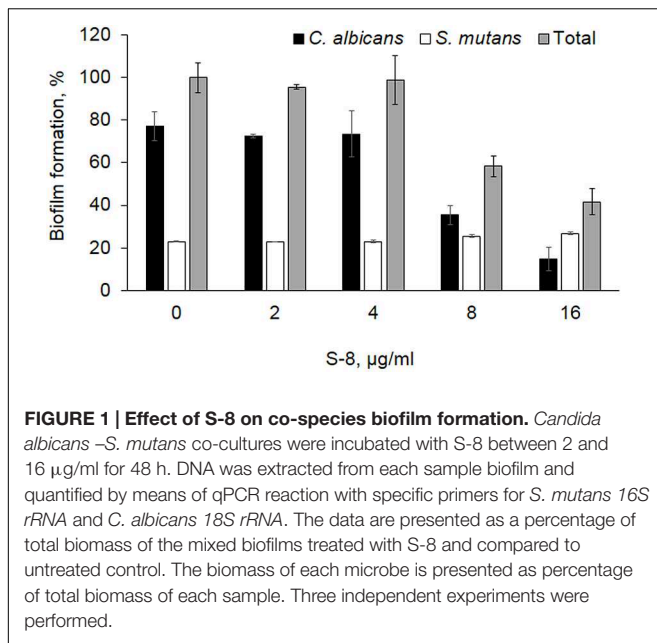 C. albicans S. mutans Total
120
100
80
60
40
20
0
Biofilm formation, %
0 2 4 8 16
S-8, µg/ml
FIGURE 1 | Effect of S-8 on co-species biofilm formation. Candida
albicans –S. mutans co-cultures were incubated with S-8 between 2 and
16 µg/ml for 48 h. DNA was extracted from each sample biofilm and
quantified by means of qPCR reaction with specific primers for S. mutans 16S
rRNA and C. albicans 18S rRNA. The data are presented as a percentage of
total biomass of the mixed biofilms treated with S-8 and compared to
untreated control. The biomass of each microbe is presented as percentage
of total biomass of each sample. Three independent experiments were
performed.